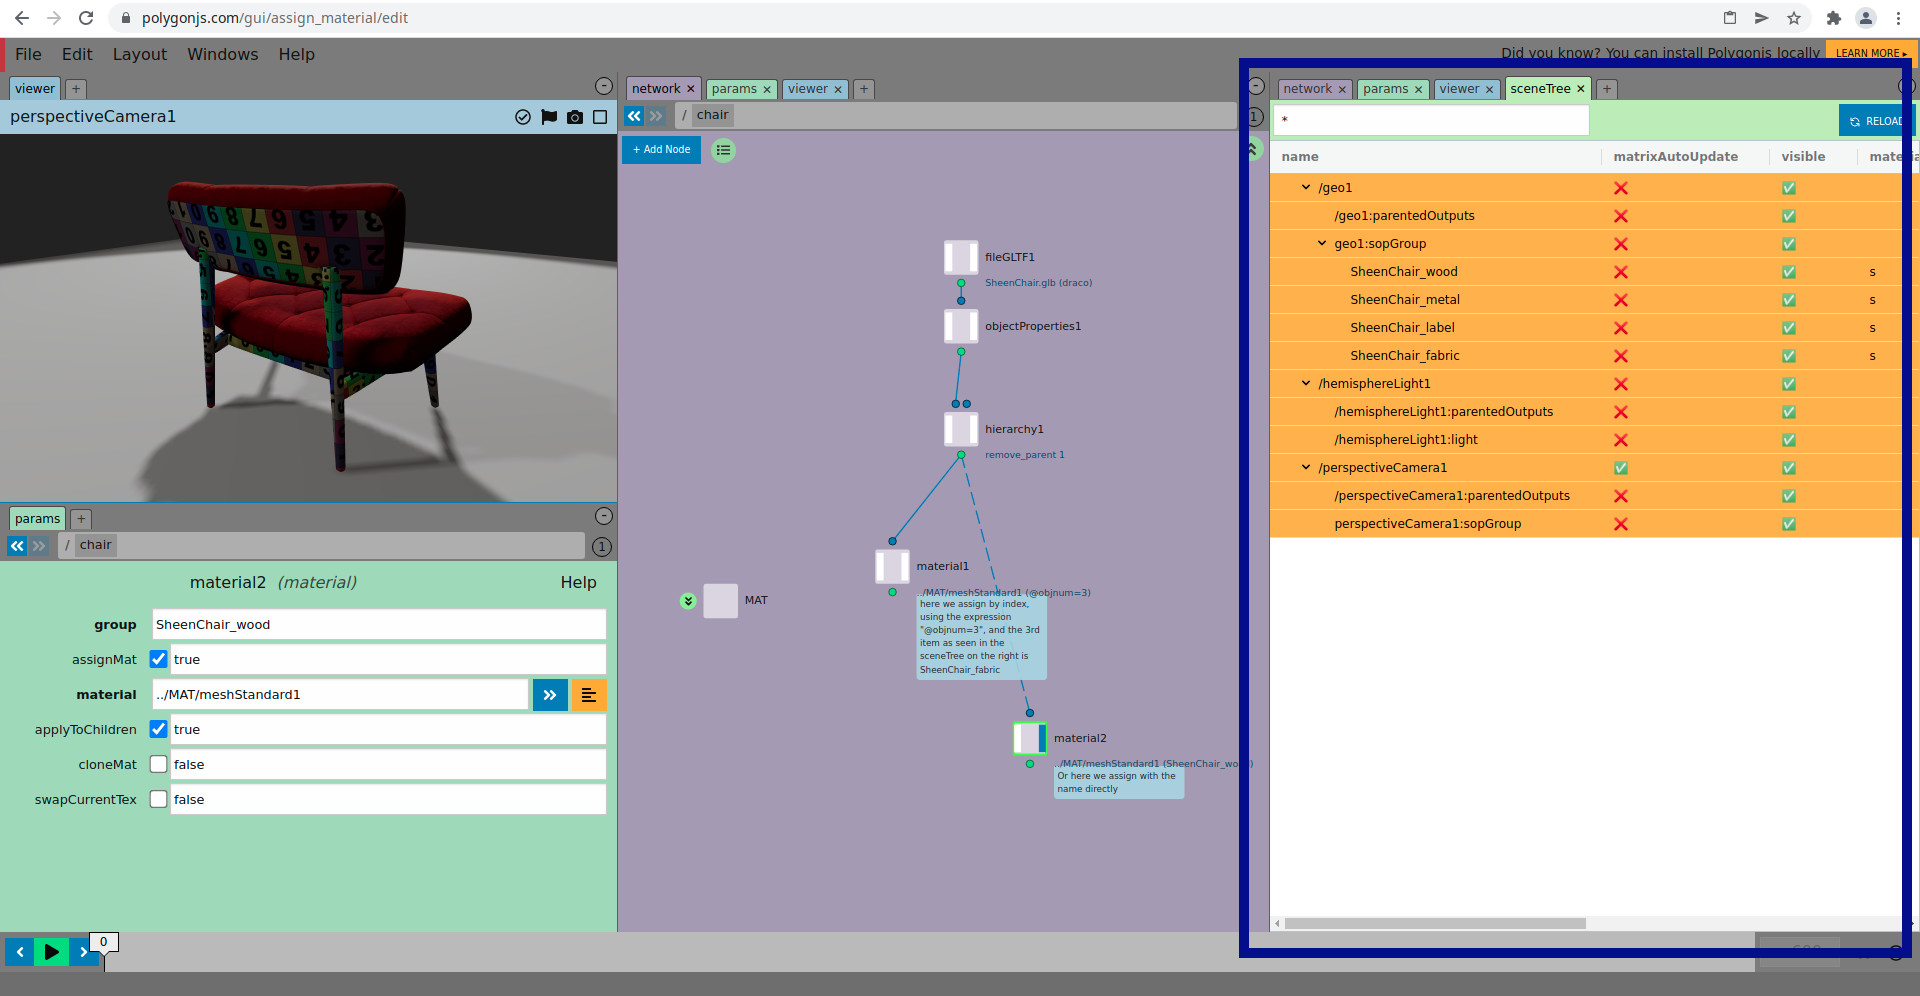 polygonjs.com/gui/assign_material/edit
File Edit Layout Windows Help
Did you know? You can install Polygonjs locally
LEARN MORE ▸
viewer +
perspectiveCamera1
network × params × viewer × +
/ chair
+ Add Node
fileGLTF1
SheenChair.glb (draco)
objectProperties1
hierarchy1
remove_parent 1
material1
../MAT/meshStandard1 (@objnum=3)
here we assign by index,
using the expression
"@objnum=3", and the 3rd
item as seen in the
sceneTree on the right is
SheenChair_fabric
MAT
material2
Or here we assign with the
name directly
params +
/ chair
1
material2 (material)
Help
group SheenChair_wood
assignMat true
material ../MAT/meshStandard1
applyToChildren true
cloneMat false
swapCurrentTex false
0
network × params × viewer × sceneTree × +
1
*
RELOAD
name matrixAutoUpdate visible
/geo1
/geo1:parentedOutputs
geo1:sopGroup
SheenChair_wood s
SheenChair_metal s
SheenChair_label s
SheenChair_fabric s
/hemisphereLight1
/hemisphereLight1:parentedOutputs
/hemisphereLight1:light
/perspectiveCamera1
/perspectiveCamera1:parentedOutputs
perspectiveCamera1:sopGroup